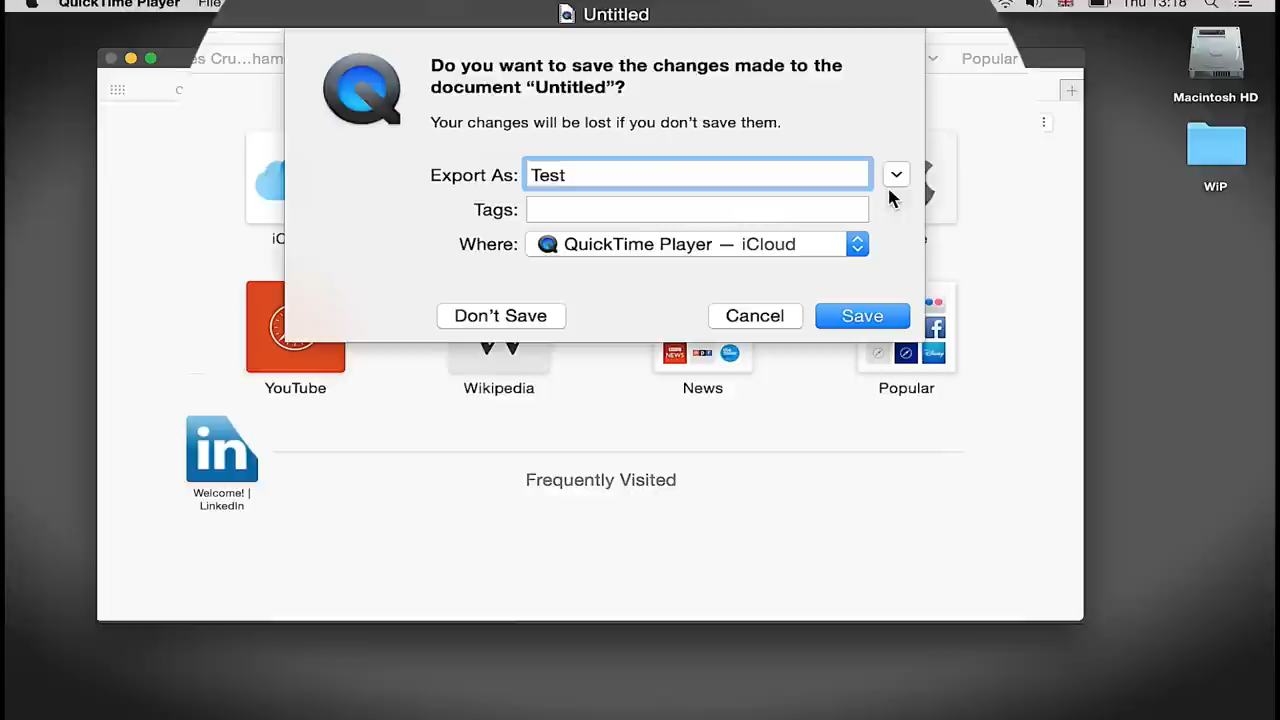 QuickTime Player File
Thu 13:18
Untitled
Popular
Do you want to save the changes made to the
document “Untitled”?
Your changes will be lost if you don’t save them.
Export As: Test
Tags:
Where: QuickTime Player — iCloud
Don’t Save Cancel Save
Macintosh HD
WiP
NEWS
YouTube Wikipedia News Popular
in
Welcome! |
LinkedIn
Frequently Visited